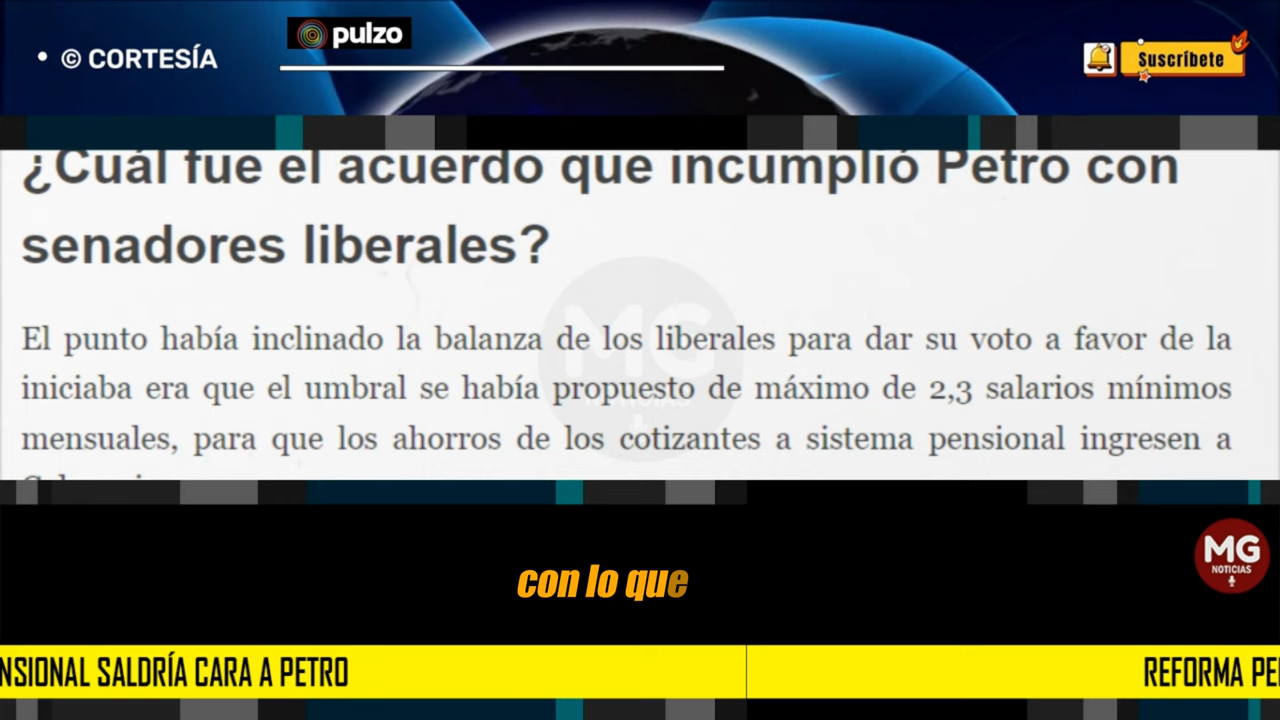 • © CORTESÍA
pulzo
Suscríbete
¿Cuál fue el acuerdo que incumplió Petro con
senadores liberales?
El punto había inclinado la balanza de los liberales para dar su voto a favor de la
iniciaba era que el umbral se había propuesto de máximo de 2,3 salarios mínimos
mensuales, para que los ahorros de los cotizantes a sistema pensional ingresen a
MG
MG
NOTICIAS
con lo que
NSIONAL SALDRÍA CARA A PETRO
REFORMA PE